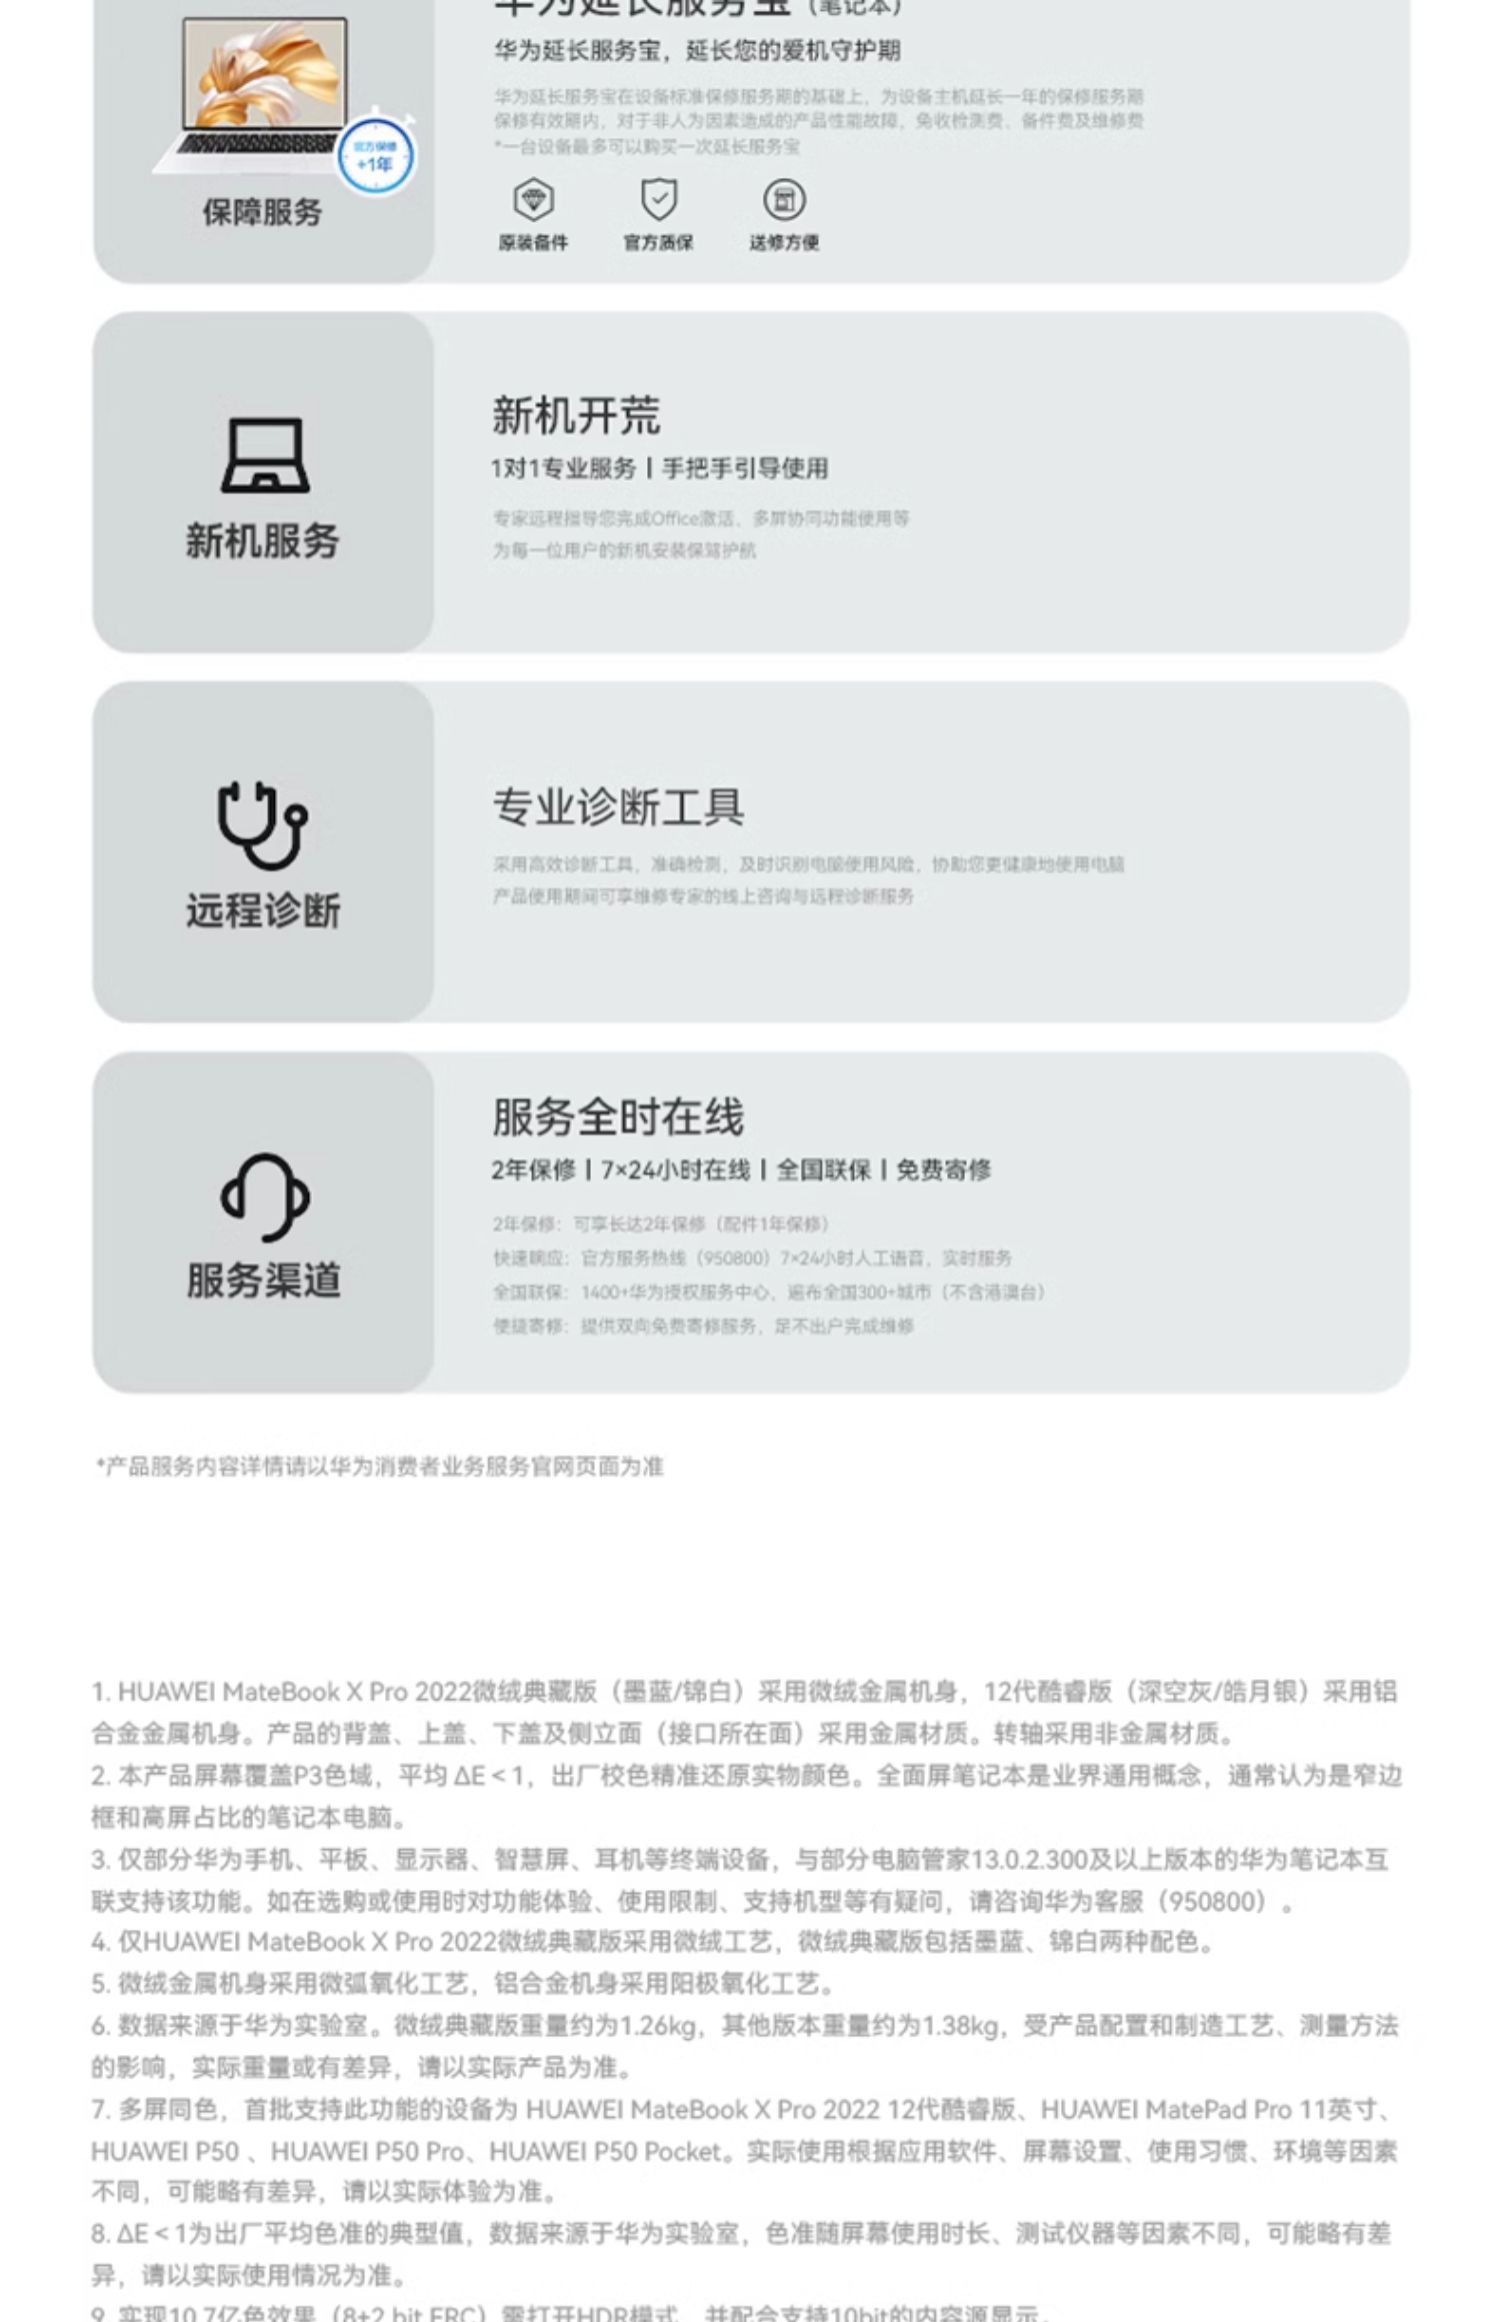 华为延长服务宝（笔记本）
华为延长服务宝，延长您的爱机守护期
华为延长服务宝在设备标准保修服务期的基础上，为设备主机延长一年的保修服务期
保修有效期内，对于非人为因素造成的产品性能故障，免收检测费、备件费及维修费
*一台设备最多可以购买一次延长服务宝
官方保修
+1年
保障服务
原装备件 官方质保 送修方便
新机服务
新机开荒
1对1专业服务 | 手把手引导使用
专家远程指导您完成Office激活、多屏协同功能使用等
为每一位用户的新机安装保驾护航
远程诊断
专业诊断工具
采用高效诊断工具，准确检测，及时识别电脑使用风险，协助您更健康地使用电脑
产品使用期间可享维修专家的线上咨询与远程诊断服务
服务渠道
服务全时在线
2年保修 | 7×24小时在线 | 全国联保 | 免费寄修
2年保修：可享长达2年保修（配件1年保修）
快速响应：官方服务热线（950800）7×24小时人工语音，实时服务
全国联保：1400+华为授权服务中心，遍布全国300+城市（不含港澳台）
便捷寄修：提供双向免费寄修服务，足不出户完成维修
*产品服务内容详情请以华为消费者业务服务官网页面为准
1. HUAWEI MateBook X Pro 2022微绒典藏版（墨蓝/锦白）采用微绒金属机身，12代酷睿版（深空灰/皓月银）采用铝
合金金属机身。产品的背盖、上盖、下盖及侧立面（接口所在面）采用金属材质。转轴采用非金属材质。
2. 本产品屏幕覆盖P3色域，平均 ΔE < 1，出厂校色精准还原实物颜色。全面屏笔记本是业界通用概念，通常认为是窄边
框和高屏占比的笔记本电脑。
3. 仅部分华为手机、平板、显示器、智慧屏、耳机等终端设备，与部分电脑管家13.0.2.300及以上版本的华为笔记本互
联支持该功能。如在选购或使用时对功能体验、使用限制、支持机型等有疑问，请咨询华为客服（950800）。
4. 仅HUAWEI MateBook X Pro 2022微绒典藏版采用微绒工艺，微绒典藏版包括墨蓝、锦白两种配色。
5. 微绒金属机身采用微弧氧化工艺，铝合金机身采用阳极氧化工艺。
6. 数据来源于华为实验室。微绒典藏版重量约为1.26kg，其他版本重量约为1.38kg，受产品配置和制造工艺、测量方法
的影响，实际重量或有差异，请以实际产品为准。
7. 多屏同色，首批支持此功能的设备为 HUAWEI MateBook X Pro 2022 12代酷睿版、HUAWEI MatePad Pro 11英寸、
HUAWEI P50 、HUAWEI P50 Pro、HUAWEI P50 Pocket。实际使用根据应用软件、屏幕设置、使用习惯、环境等因素
不同，可能略有差异，请以实际体验为准。
8. ΔE < 1为出厂平均色准的典型值，数据来源于华为实验室，色准随屏幕使用时长、测试仪器等因素不同，可能略有差
异，请以实际使用情况为准。
9. 实现10.7亿色效果（8+2 bit FRC）需打开HDR模式，并配合支持10bit的内容源显示。